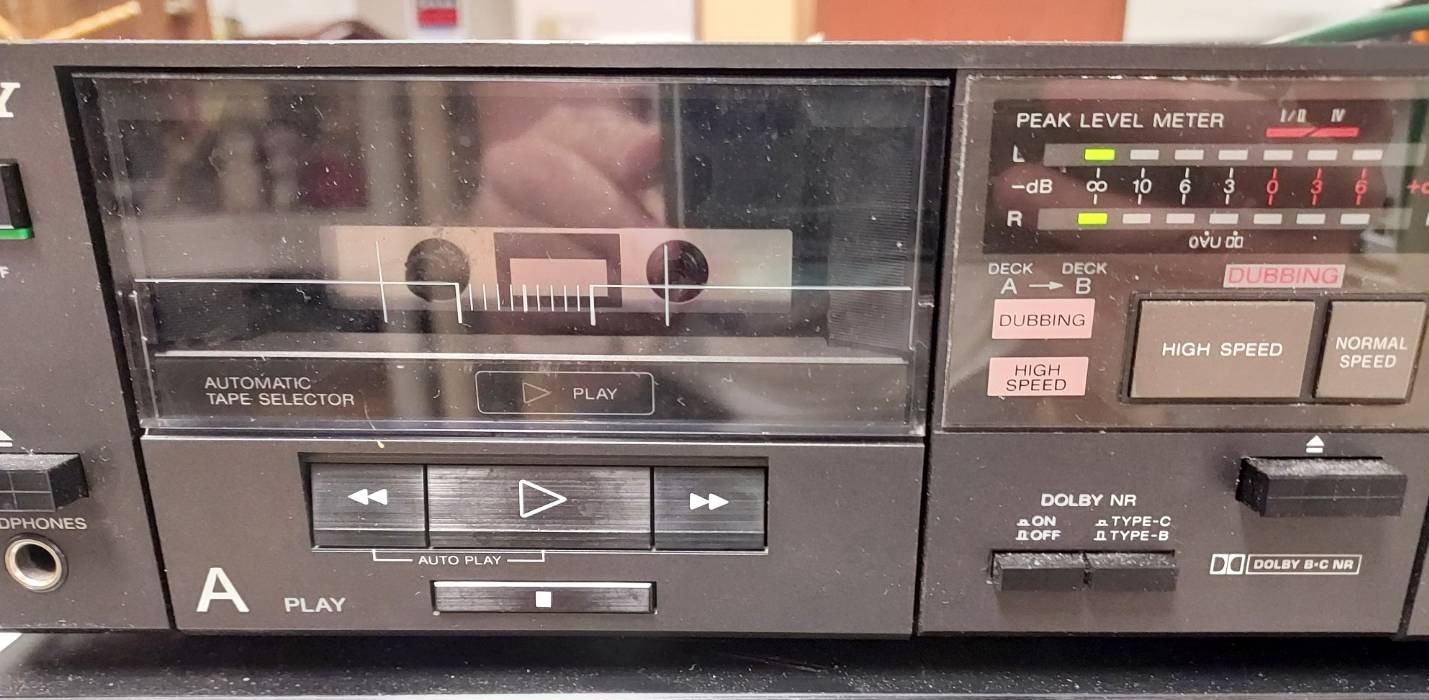 Y
F
DPHONES
AUTOMATIC
TAPE SELECTOR
PLAY
AUTO PLAY
A PLAY
PEAK LEVEL METER I/II IV
L
-dB ∞ 10 6 3 0 3 6
R
DECK DECK
A → B
DUBBING
DUBBING
HIGH
SPEED
HIGH SPEED
NORMAL
SPEED
DOLBY NR
ON
OFF
TYPE-C
TYPE-B
DOLBY B·C NR